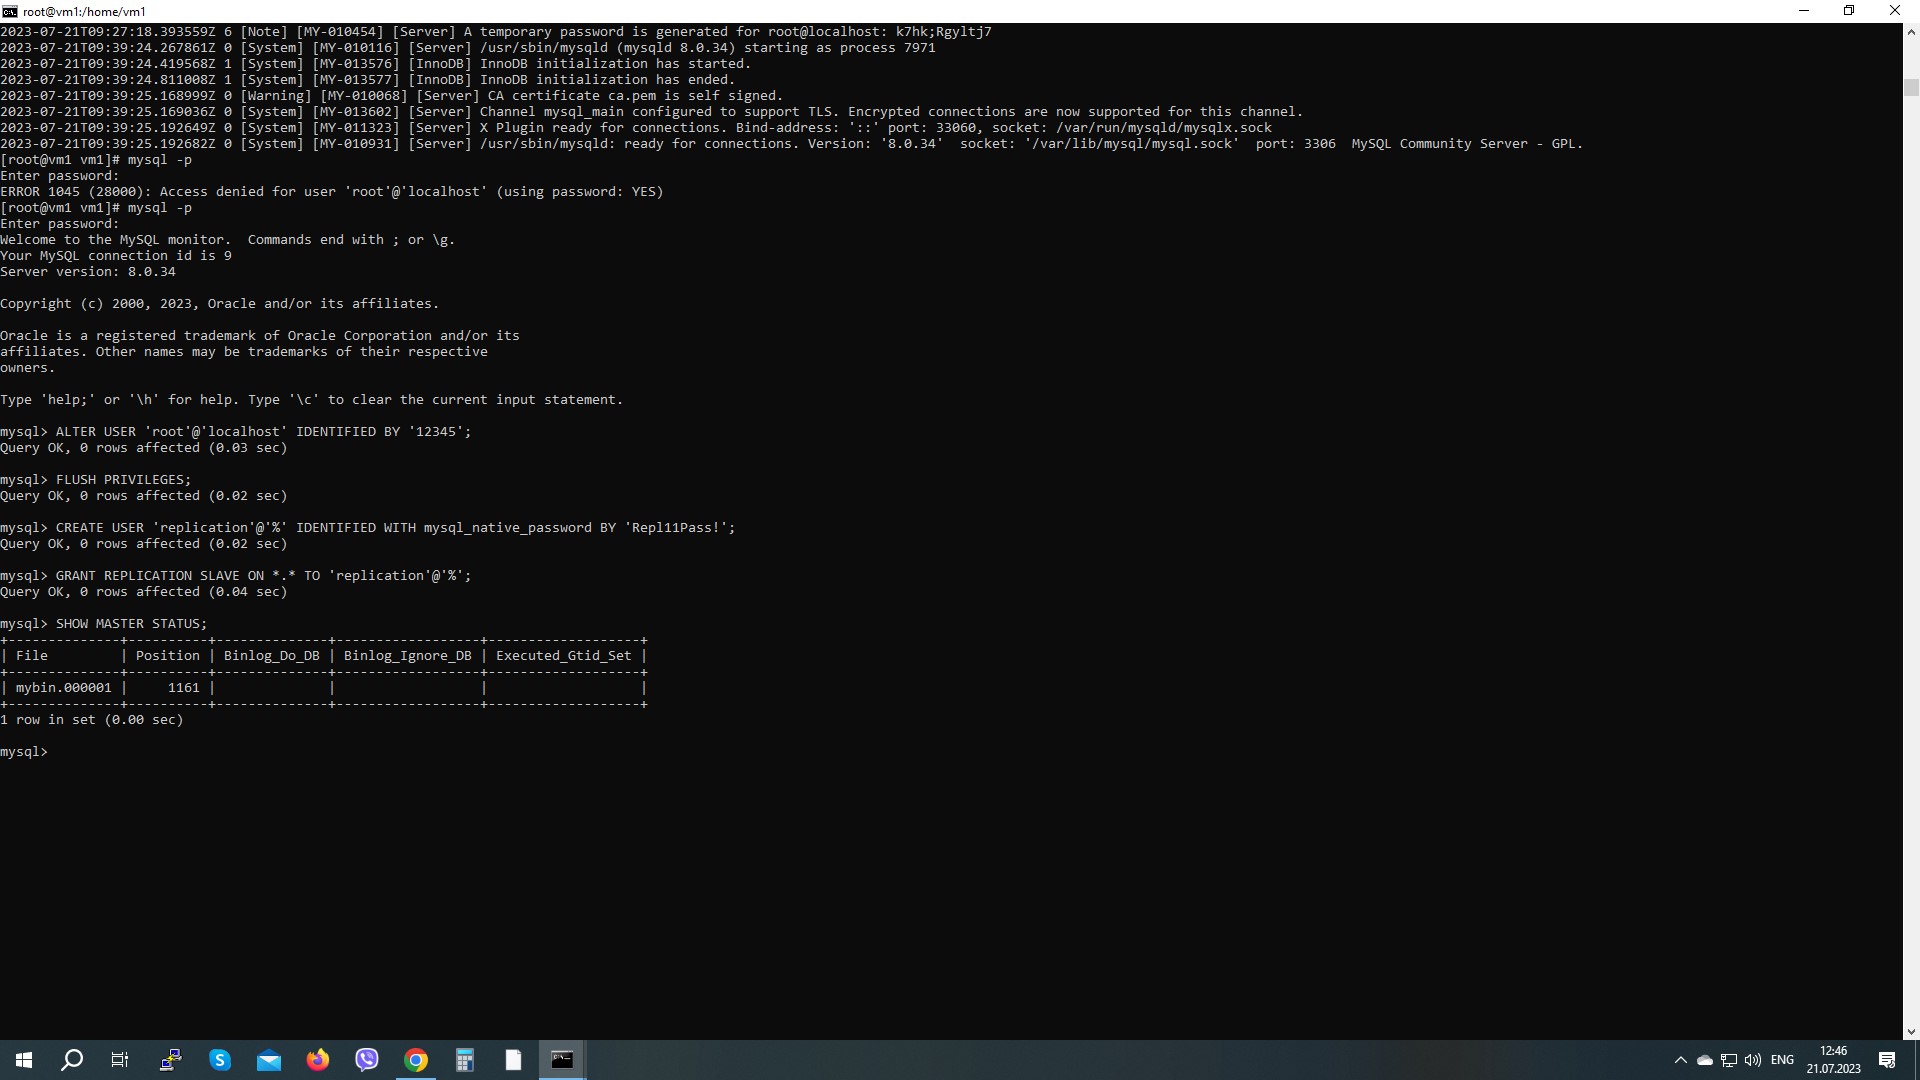 root@vm1:/home/vm1
2023-07-21T09:27:18.393559Z 6 [Note] [MY-010454] [Server] A temporary password is generated for root@localhost: k7hk;Rgyltj7
2023-07-21T09:39:24.267861Z 0 [System] [MY-010116] [Server] /usr/sbin/mysqld (mysqld 8.0.34) starting as process 7971
2023-07-21T09:39:24.419568Z 1 [System] [MY-013576] [InnoDB] InnoDB initialization has started.
2023-07-21T09:39:24.811008Z 1 [System] [MY-013577] [InnoDB] InnoDB initialization has ended.
2023-07-21T09:39:25.168999Z 0 [Warning] [MY-010068] [Server] CA certificate ca.pem is self signed.
2023-07-21T09:39:25.169036Z 0 [System] [MY-013602] [Server] Channel mysql_main configured to support TLS. Encrypted connections are now supported for this channel.
2023-07-21T09:39:25.192649Z 0 [System] [MY-011323] [Server] X Plugin ready for connections. Bind-address: '::' port: 33060, socket: /var/run/mysqld/mysqlx.sock
2023-07-21T09:39:25.192682Z 0 [System] [MY-010931] [Server] /usr/sbin/mysqld: ready for connections. Version: '8.0.34'  socket: '/var/lib/mysql/mysql.sock'  port: 3306  MySQL Community Server - GPL.
[root@vm1 vm1]# mysql -p
Enter password:
ERROR 1045 (28000): Access denied for user 'root'@'localhost' (using password: YES)
[root@vm1 vm1]# mysql -p
Enter password:
Welcome to the MySQL monitor.  Commands end with ; or \g.
Your MySQL connection id is 9
Server version: 8.0.34
Copyright (c) 2000, 2023, Oracle and/or its affiliates.
Oracle is a registered trademark of Oracle Corporation and/or its
affiliates. Other names may be trademarks of their respective
owners.
Type 'help;' or '\h' for help. Type '\c' to clear the current input statement.
mysql> ALTER USER 'root'@'localhost' IDENTIFIED BY '12345';
Query OK, 0 rows affected (0.03 sec)
mysql> FLUSH PRIVILEGES;
Query OK, 0 rows affected (0.02 sec)
mysql> CREATE USER 'replication'@'%' IDENTIFIED WITH mysql_native_password BY 'Repl11Pass!';
Query OK, 0 rows affected (0.02 sec)
mysql> GRANT REPLICATION SLAVE ON *.* TO 'replication'@'%';
Query OK, 0 rows affected (0.04 sec)
mysql> SHOW MASTER STATUS;
+--------------+----------+--------------+------------------+-------------------+
| File         | Position | Binlog_Do_DB | Binlog_Ignore_DB | Executed_Gtid_Set |
+--------------+----------+--------------+------------------+-------------------+
| mybin.000001 |     1161 |              |                  |                   |
+--------------+----------+--------------+------------------+-------------------+
1 row in set (0.00 sec)
mysql>
ENG
12:46
21.07.2023